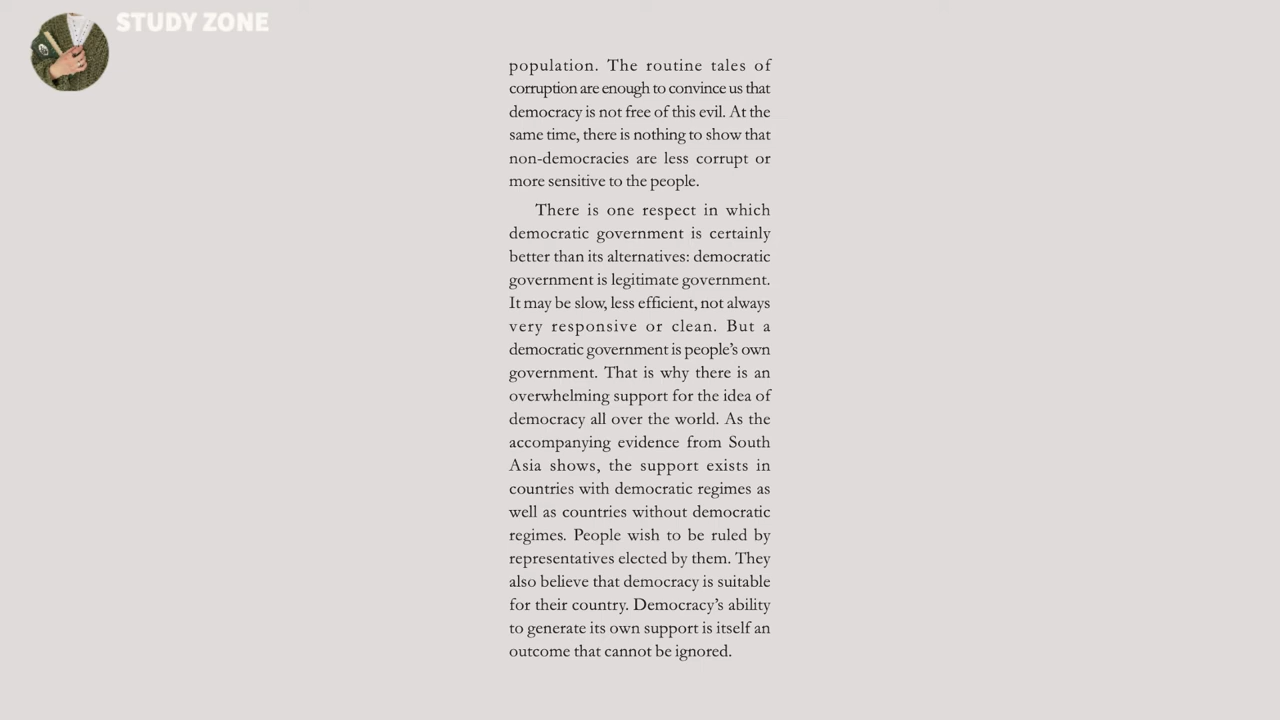 STUDY ZONE
population. The routine tales of
corruption are enough to convince us that
democracy is not free of this evil. At the
same time, there is nothing to show that
non-democracies are less corrupt or
more sensitive to the people.
There is one respect in which
democratic government is certainly
better than its alternatives: democratic
government is legitimate government.
It may be slow, less efficient, not always
very responsive or clean. But a
democratic government is people's own
government. That is why there is an
overwhelming support for the idea of
democracy all over the world. As the
accompanying evidence from South
Asia shows, the support exists in
countries with democratic regimes as
well as countries without democratic
regimes. People wish to be ruled by
representatives elected by them. They
also believe that democracy is suitable
for their country. Democracy's ability
to generate its own support is itself an
outcome that cannot be ignored.